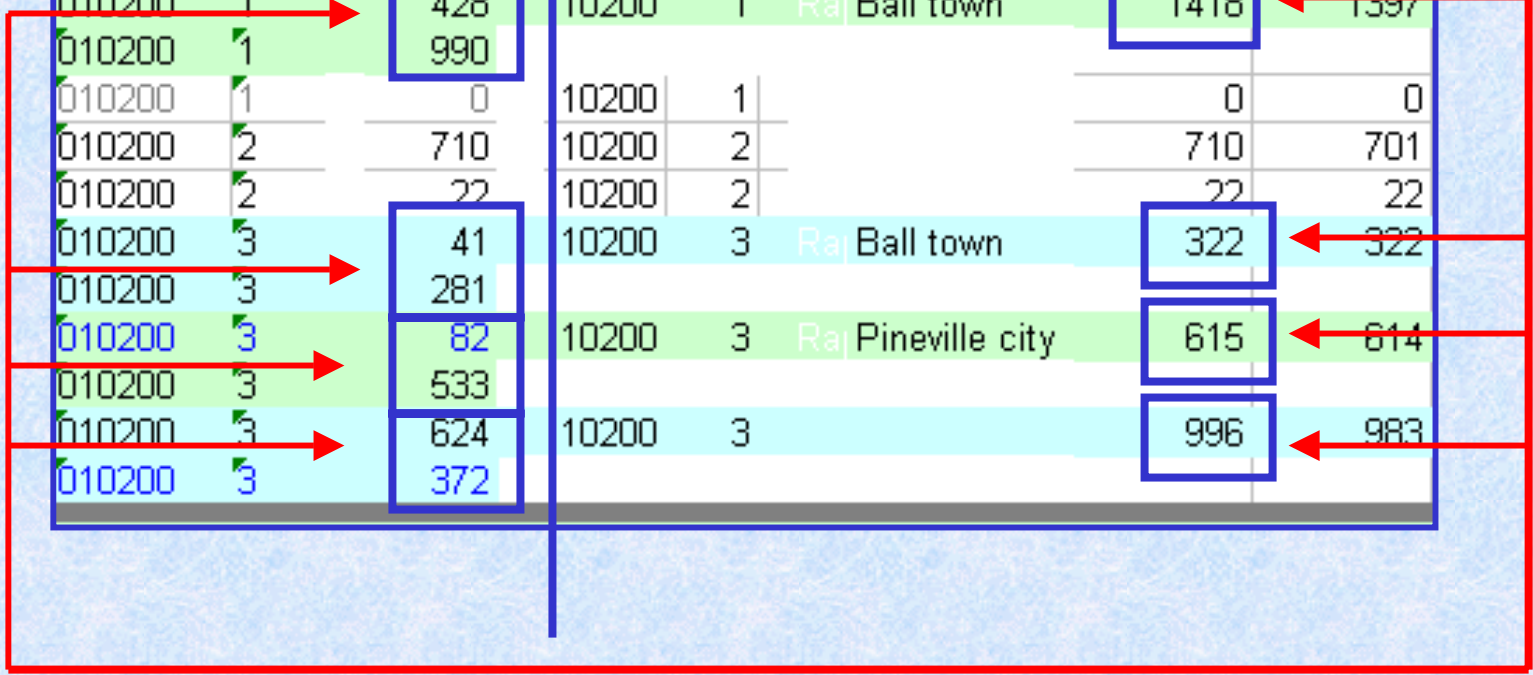 010200 1 428 10200 1 Ra Ball town 1418 1397
010200 1 990
010200 1 0 10200 1 0 0
010200 2 710 10200 2 710 701
010200 2 22 10200 2 22 22
010200 3 41 10200 3 Ra Ball town 322 322
010200 3 281
010200 3 82 10200 3 Ra Pineville city 615 614
010200 3 533
010200 3 624 10200 3 996 983
010200 3 372